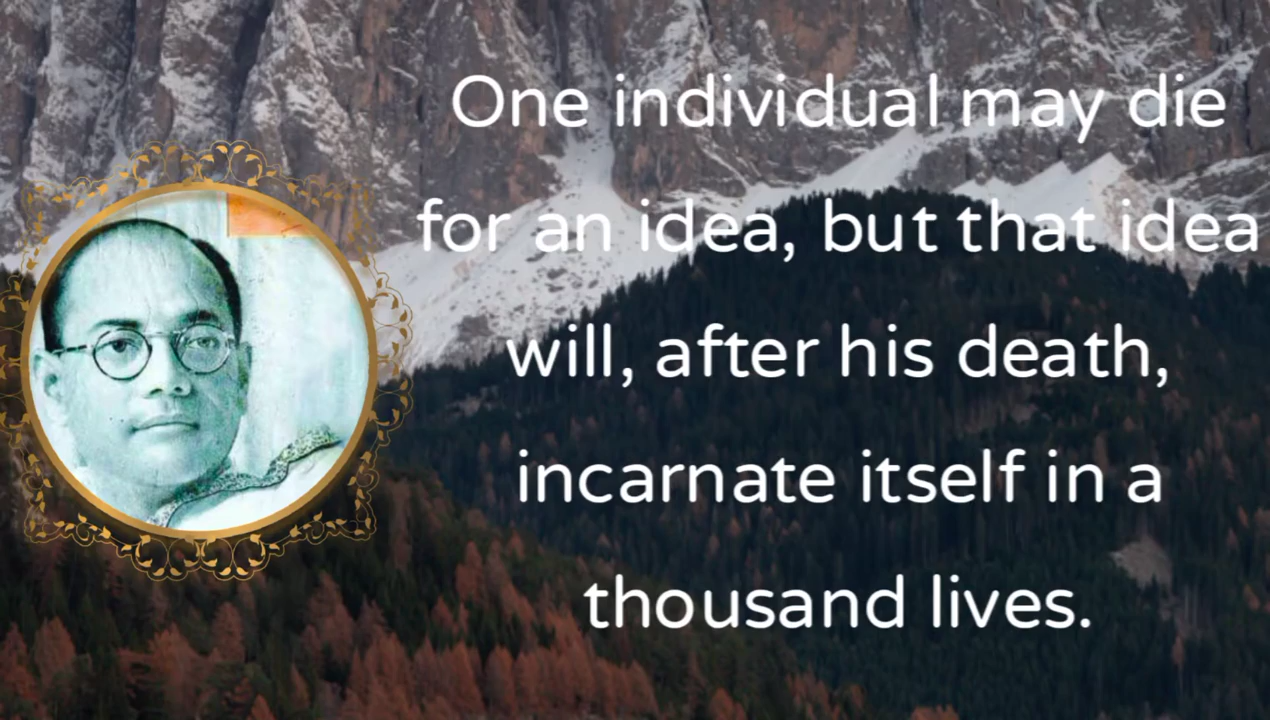 One individual may die
for an idea, but that idea
will, after his death,
incarnate itself in a
thousand lives.